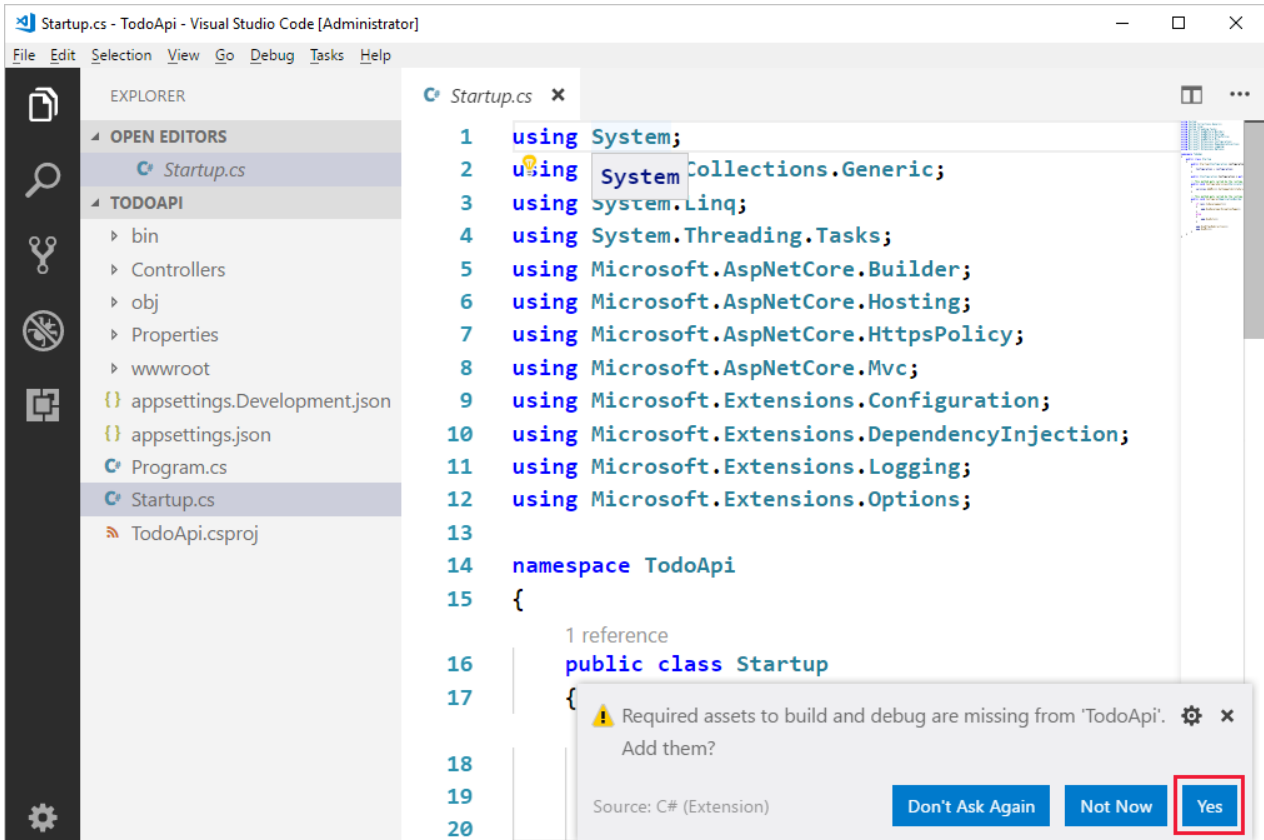 Startup.cs - TodoApi - Visual Studio Code [Administrator]
File Edit Selection View Go Debug Tasks Help
EXPLORER
OPEN EDITORS
C# Startup.cs
TODOAPI
bin
Controllers
obj
Properties
wwwroot
{} appsettings.Development.json
{} appsettings.json
C# Program.cs
C# Startup.cs
TodoApi.csproj
C# Startup.cs
1 using System;
2 using Collections.Generic;
System
3 using System.Linq;
4 using System.Threading.Tasks;
5 using Microsoft.AspNetCore.Builder;
6 using Microsoft.AspNetCore.Hosting;
7 using Microsoft.AspNetCore.HttpsPolicy;
8 using Microsoft.AspNetCore.Mvc;
9 using Microsoft.Extensions.Configuration;
10 using Microsoft.Extensions.DependencyInjection;
11 using Microsoft.Extensions.Logging;
12 using Microsoft.Extensions.Options;
13
14 namespace TodoApi
15 {
1 reference
16 public class Startup
17 {
18
19
20
Required assets to build and debug are missing from 'TodoApi'.
Add them?
Source: C# (Extension)
Don't Ask Again
Not Now
Yes